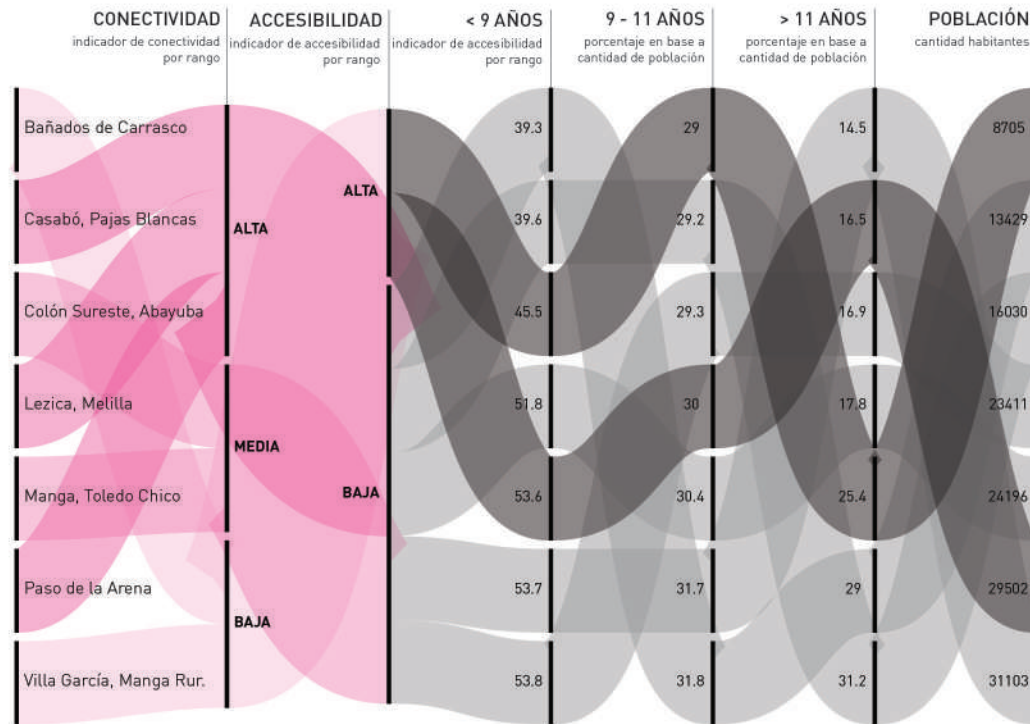 CONECTIVIDAD
indicador de conectividad
por rango
ACCESIBILIDAD
indicador de accesibilidad
por rango
< 9 AÑOS
indicador de accesibilidad
por rango
9 - 11 AÑOS
porcentaje en base a
cantidad de población
> 11 AÑOS
porcentaje en base a
cantidad de población
POBLACIÓN
cantidad habitantes
Bañados de Carrasco
39.3
29
14.5
8705
ALTA
Casabó, Pajas Blancas
ALTA
39.6
29.2
16.5
13429
Colón Sureste, Abayuba
45.5
29.3
16.9
16030
Lezica, Melilla
51.8
30
17.8
23411
MEDIA
Manga, Toledo Chico
BAJA
53.6
30.4
25.4
24196
Paso de la Arena
53.7
31.7
29
29502
BAJA
Villa García, Manga Rur.
53.8
31.8
31.2
31103